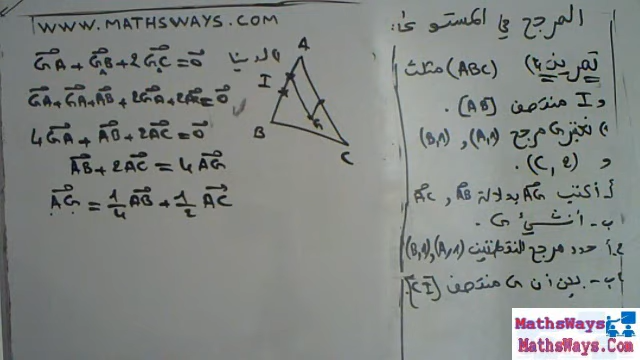 المرجح في المستوى:
تمرين 4) (ABC) مثلث
و I منتصف [AB].
1) نعتبر G مرجح (A,1) , (B,1)
و (C,2).
أ. أكتب AG⃗ بدلالة AB⃗ , AC⃗
ب- أنشئ G.
2.أ حدد مرجح النقطتين (A,1) , (B,1)
ب- بين أن G منتصف [CI]
WWW.MATHSWAYS.COM
لدينا
GA⃗ + GB⃗ + 2GC⃗ = 0⃗
GA⃗ + GA⃗ + AB⃗ + 2GA⃗ + 2AC⃗ = 0⃗
4GA⃗ + AB⃗ + 2AC⃗ = 0⃗
AB⃗ + 2AC⃗ = 4AG⃗
AG⃗ = 1/4 AB⃗ + 1/2 AC⃗
A
I
B
G
C
MathsWays
MathsWays.Com